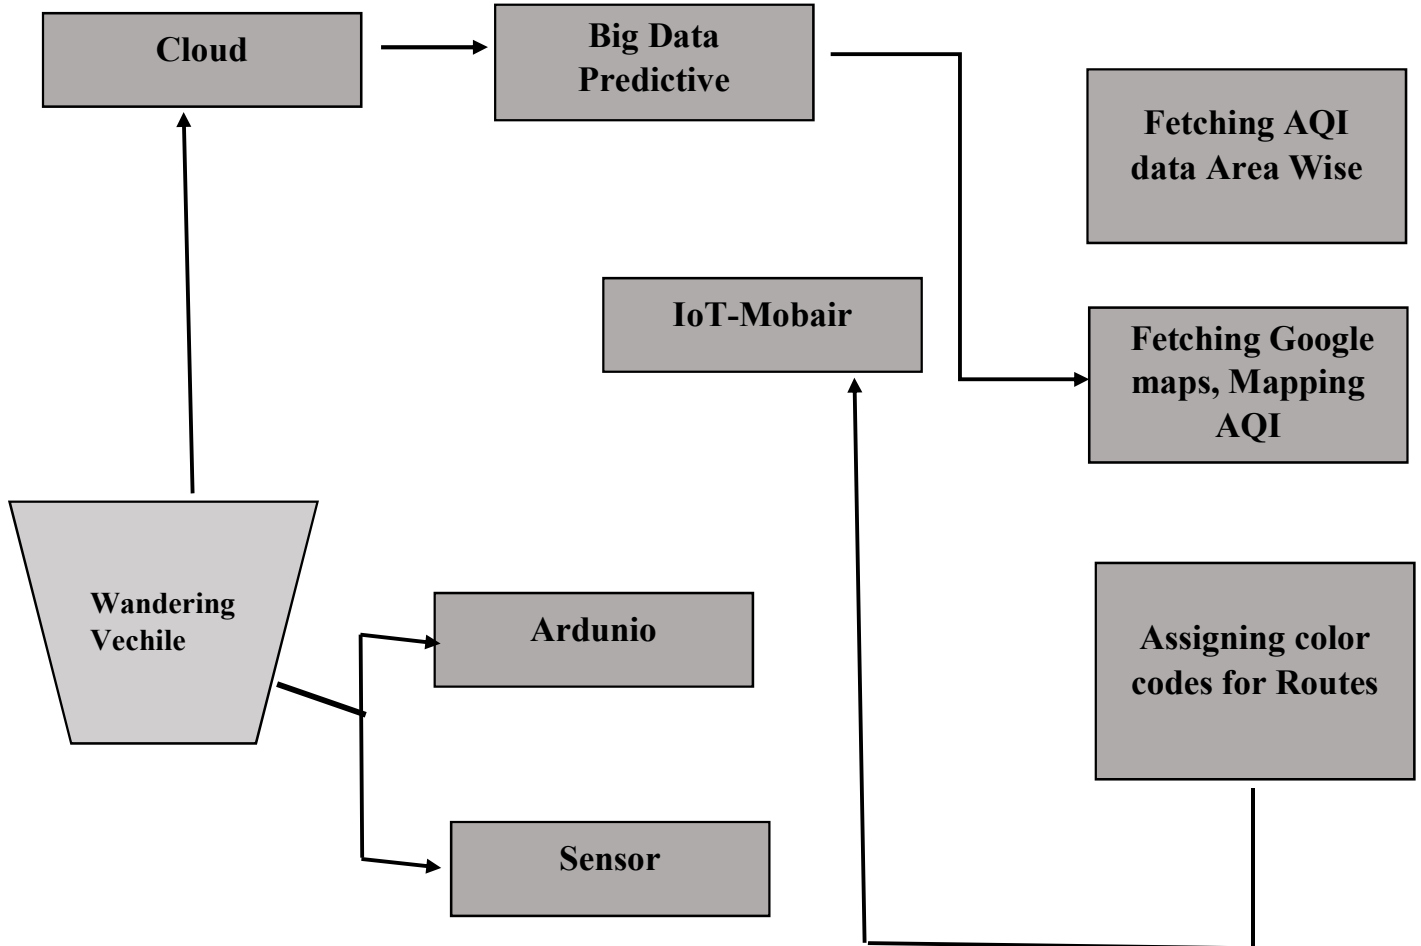 Cloud
Big Data
Predictive
Fetching AQI
data Area Wise
IoT-Mobair
Fetching Google
maps, Mapping
AQI
Wandering
Vechile
Ardunio
Assigning color
codes for Routes
Sensor